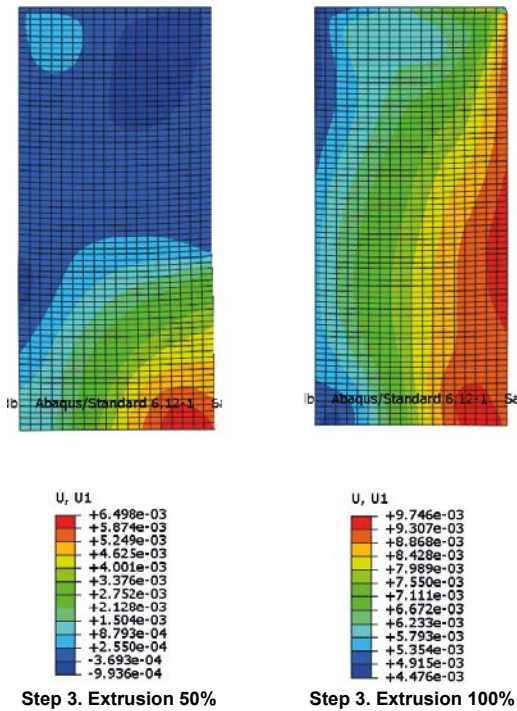 lb Abaqus/Standard 6.12-1 Sa
lb Abaqus/Standard 6.12-1 Sa
U, U1
+6.498e-03
+5.874e-03
+5.249e-03
+4.625e-03
+4.001e-03
+3.376e-03
+2.752e-03
+2.128e-03
+1.504e-03
+8.793e-04
+2.550e-04
-3.693e-04
-9.936e-04
Step 3. Extrusion 50%
U, U1
+9.746e-03
+9.307e-03
+8.868e-03
+8.428e-03
+7.989e-03
+7.550e-03
+7.111e-03
+6.672e-03
+6.233e-03
+5.793e-03
+5.354e-03
+4.915e-03
+4.476e-03
Step 3. Extrusion 100%